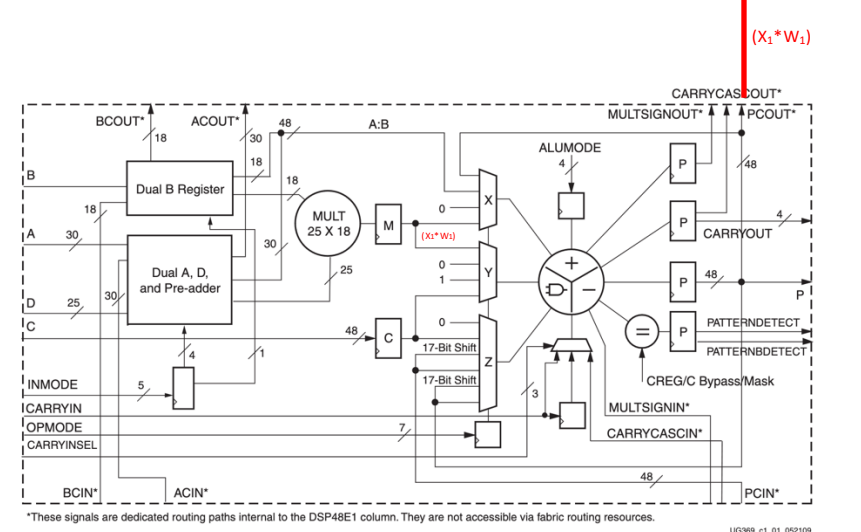 (X₁*W₁)
CARRYCASCOUT*
BCOUT* ACOUT* MULTSIGNOUT* PCOUT*
18 30 48 A:B
ALUMODE
4
48
B
Dual B Register
18
18
18
MULT
25 X 18
M
(X₁*W₁)
X
0
P
P
4
CARRYOUT
A
30
30
Dual A, D,
and Pre-adder
25
Y
0
1
P
48
P
D
25
30
C
48
C
0
17-Bit Shift
17-Bit Shift
Z
=
P
PATTERNDETECT
PATTERNBDETECT
CREG/C Bypass/Mask
4
1
INMODE
5
3
CARRYIN
MULTSIGNIN*
OPMODE
7
CARRYINSEL
CARRYCASCIN*
48
BCIN* ACIN* PCIN*
*These signals are dedicated routing paths internal to the DSP48E1 column. They are not accessible via fabric routing resources.
UG369_c1_01_052109